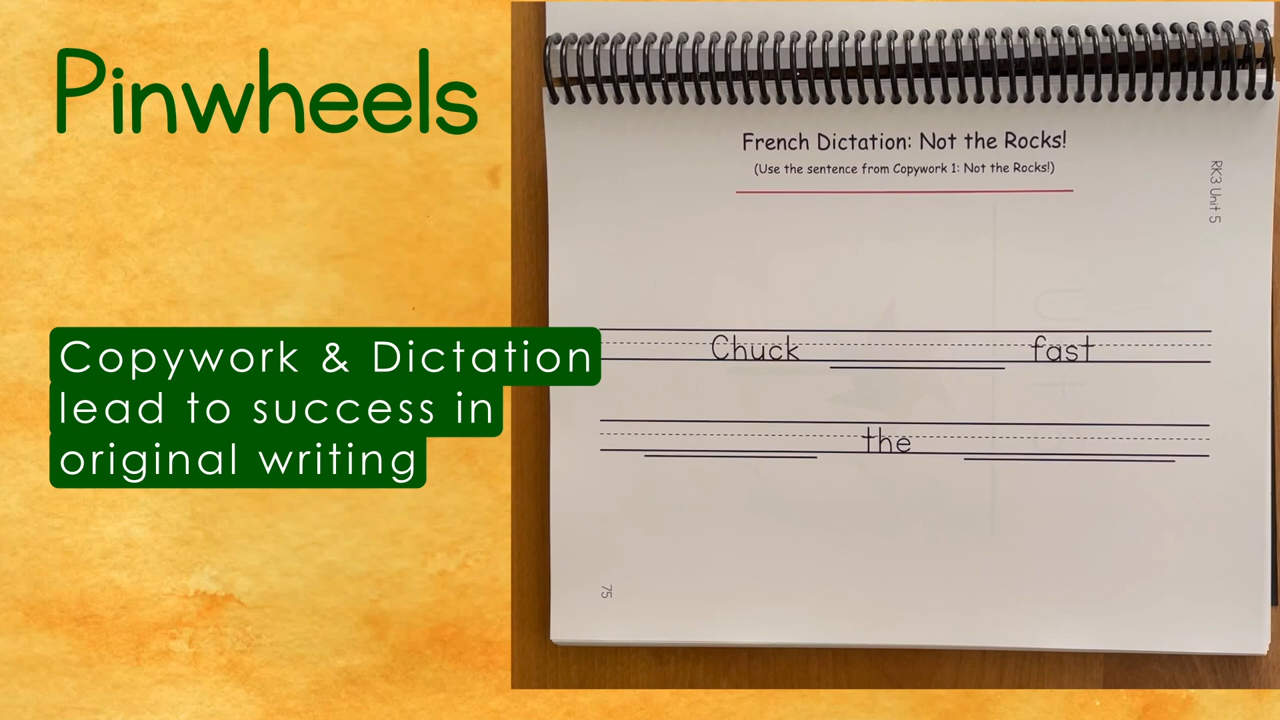 Pinwheels
Copywork & Dictation
lead to success in
original writing
French Dictation: Not the Rocks!
(Use the sentence from Copywork 1: Not the Rocks!)
RK3 Unit 5
Chuck fast
the
75